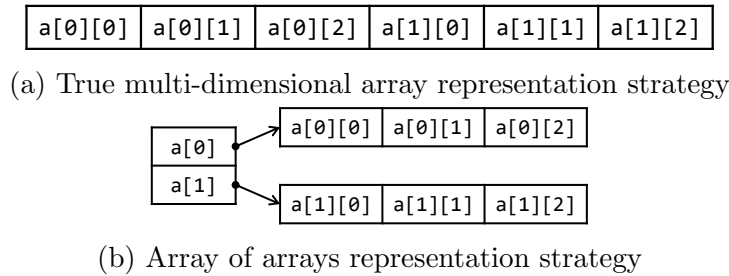 a[0][0] a[0][1] a[0][2] a[1][0] a[1][1] a[1][2]
(a) True multi-dimensional array representation strategy
a[0] a[0][0] a[0][1] a[0][2]
a[1] a[1][0] a[1][1] a[1][2]
(b) Array of arrays representation strategy